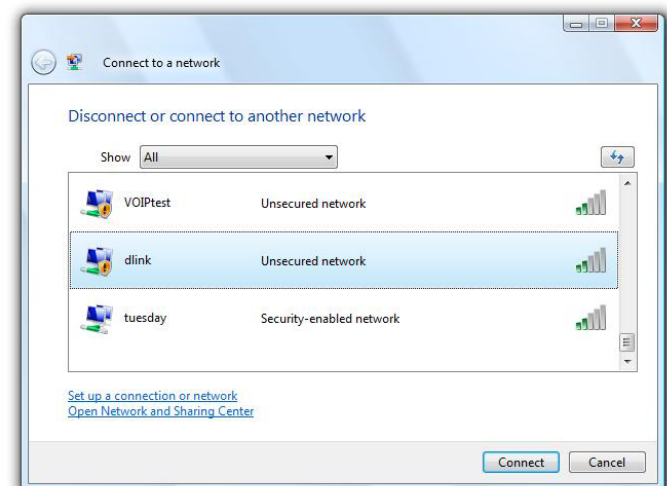 Connect to a network
Disconnect or connect to another network
Show All
VOIPtest Unsecured network
dlink Unsecured network
tuesday Security-enabled network
Set up a connection or network
Open Network and Sharing Center
Connect Cancel